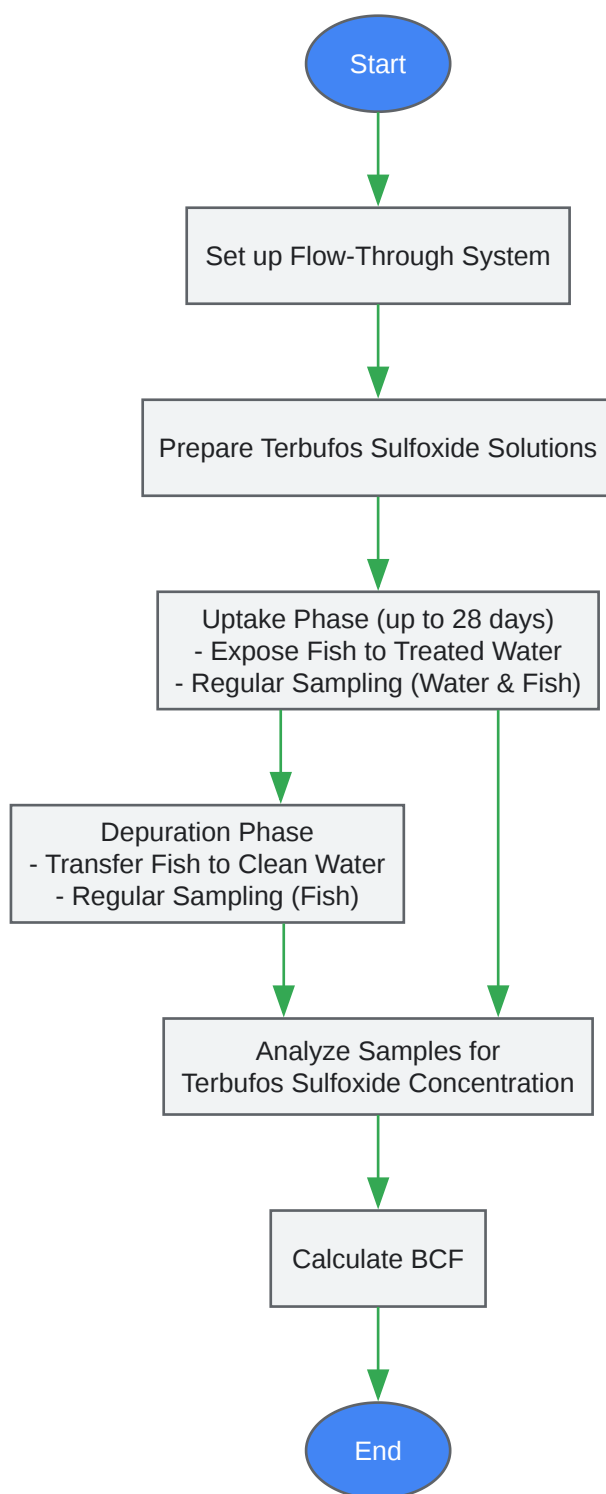 Start
Set up Flow-Through System
Prepare Terbufos Sulfoxide Solutions
Uptake Phase (up to 28 days)
- Expose Fish to Treated Water
- Regular Sampling (Water & Fish)
Depuration Phase
- Transfer Fish to Clean Water
- Regular Sampling (Fish)
Analyze Samples for
Terbufos Sulfoxide Concentration
Calculate BCF
End